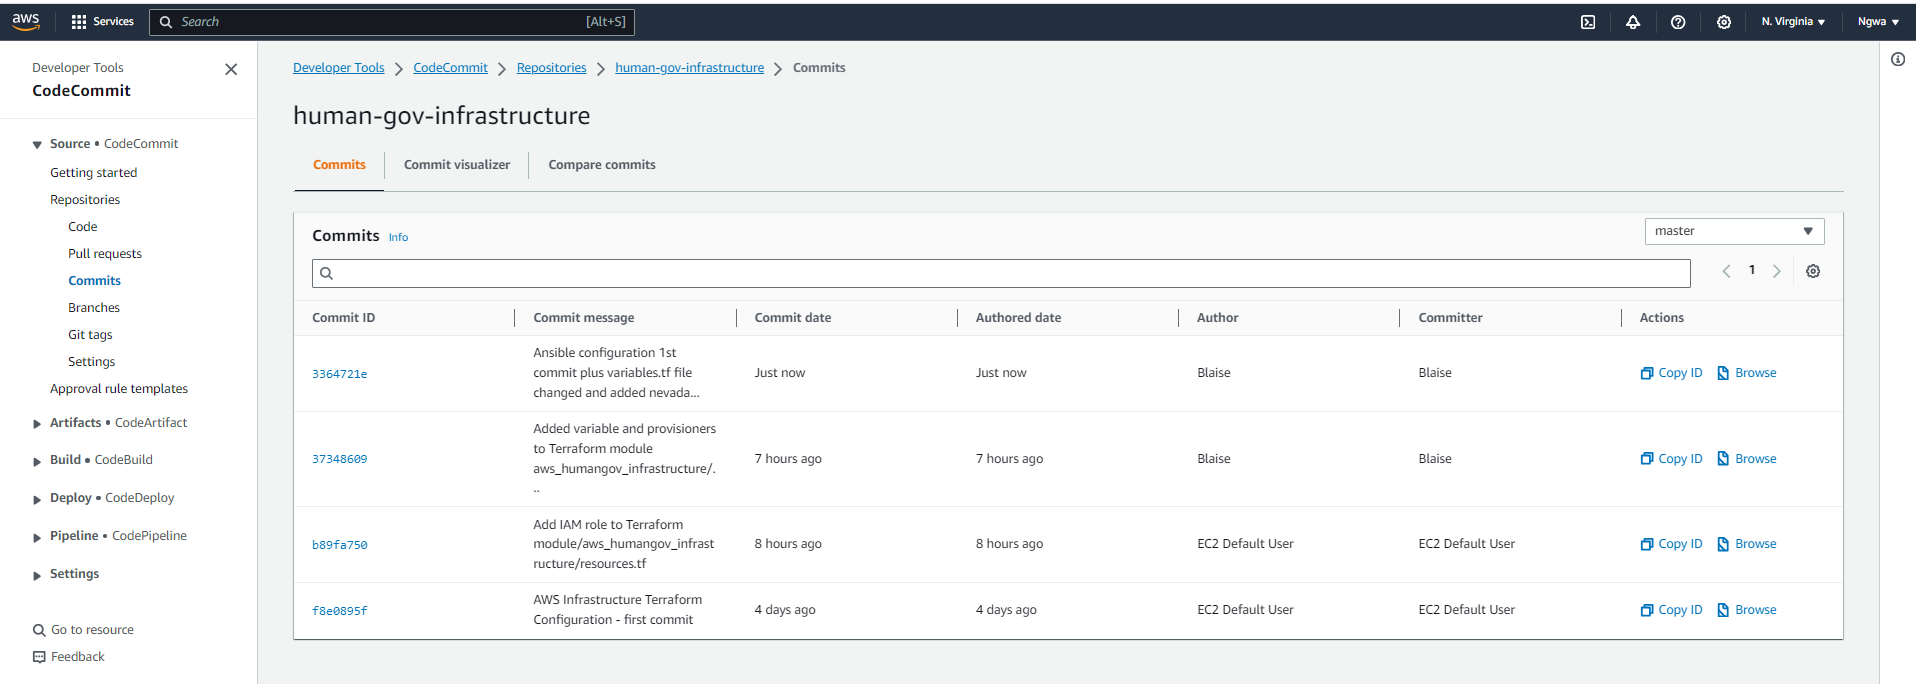 aws
Services
Search
[Alt+S]
N. Virginia
Ngwa
Developer Tools
CodeCommit
Source • CodeCommit
Getting started
Repositories
Code
Pull requests
Commits
Branches
Git tags
Settings
Approval rule templates
Artifacts • CodeArtifact
Build • CodeBuild
Deploy • CodeDeploy
Pipeline • CodePipeline
Settings
Go to resource
Feedback
Developer Tools > CodeCommit > Repositories > human-gov-infrastructure > Commits
human-gov-infrastructure
Commits
Commit visualizer
Compare commits
Commits Info
master
1
Commit ID
Commit message
Commit date
Authored date
Author
Committer
Actions
3364721e
Ansible configuration 1st
commit plus variables.tf file
changed and added nevada...
Just now
Just now
Blaise
Blaise
Copy ID
Browse
37348609
Added variable and provisioners
to Terraform module
aws_humangov_infrastructure/.
..
7 hours ago
7 hours ago
Blaise
Blaise
Copy ID
Browse
b89fa750
Add IAM role to Terraform
module/aws_humangov_infrast
ructure/resources.tf
8 hours ago
8 hours ago
EC2 Default User
EC2 Default User
Copy ID
Browse
f8e0895f
AWS Infrastructure Terraform
Configuration - first commit
4 days ago
4 days ago
EC2 Default User
EC2 Default User
Copy ID
Browse